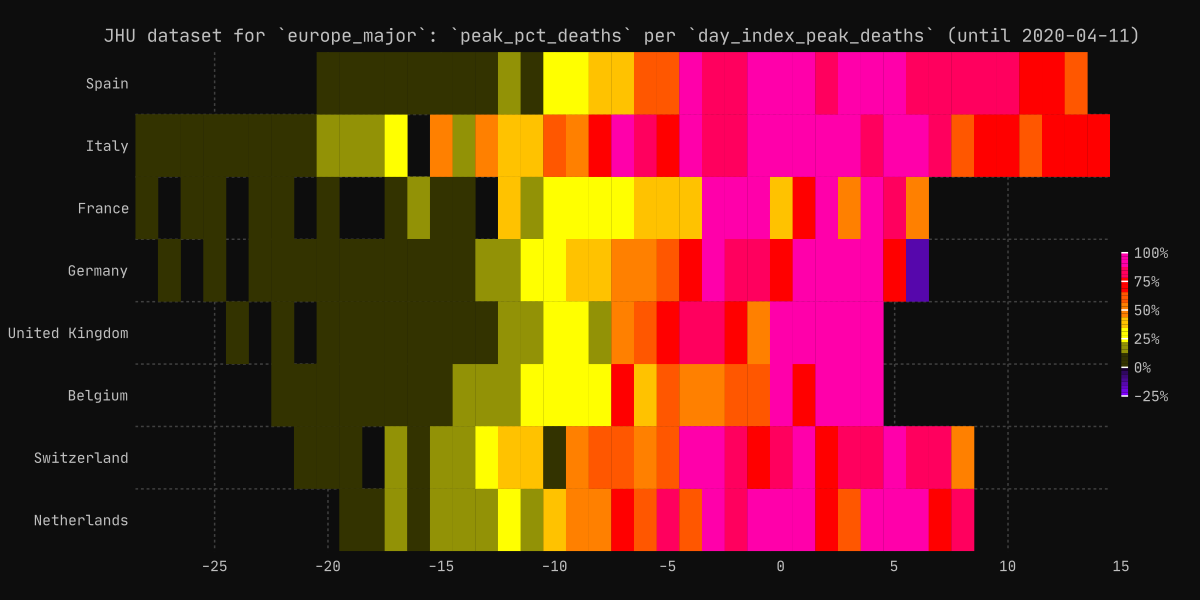 JHU dataset for `europe_major`: `peak_pct_deaths` per `day_index_peak_deaths` (until 2020-04-11)
Spain
Italy
France
Germany
United Kingdom
Belgium
Switzerland
Netherlands
100%
75%
50%
25%
0%
−25%
−25
−20
−15
−10
−5
0
5
10
15